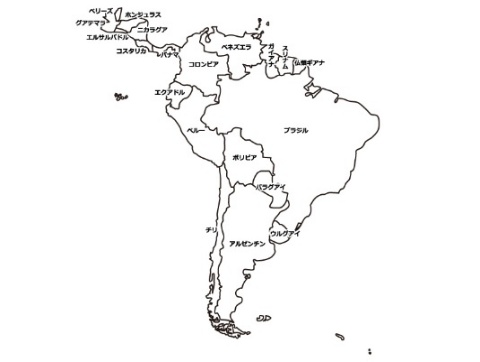 ベリーズ
ホンジュラス
グアテマラ
ニカラグア
エルサルバドル
コスタリカ
パナマ
ベネズエラ
ガイアナ
スリナム
仏領ギアナ
コロンビア
エクアドル
ペルー
ブラジル
ボリビア
パラグアイ
チリ
ウルグアイ
アルゼンチン